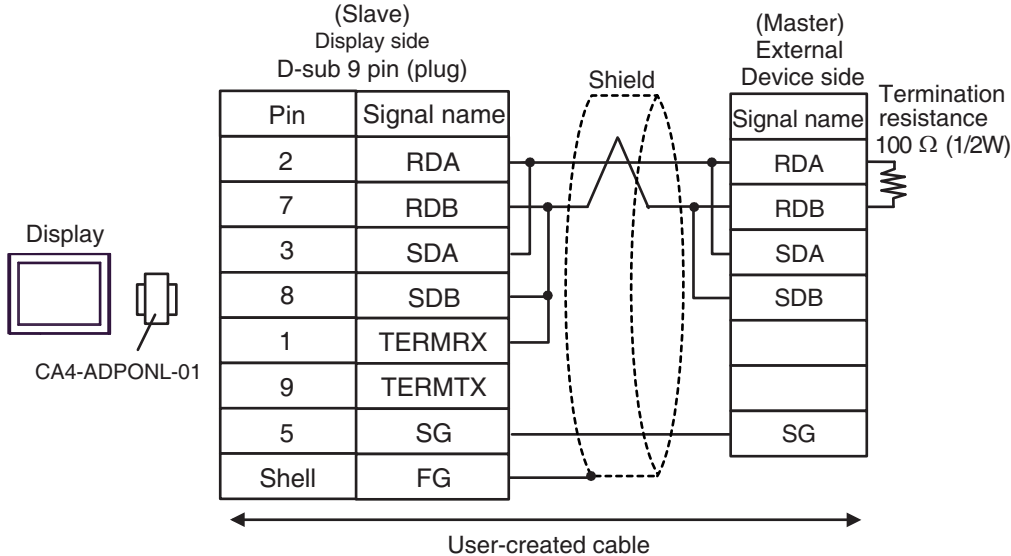 (Slave)
Display side
D-sub 9 pin (plug)
(Master)
External
Device side
Shield
Termination
resistance
100 Ω (1/2W)
Pin Signal name
2 RDA
7 RDB
3 SDA
8 SDB
1 TERMRX
9 TERMTX
5 SG
Shell FG
Signal name
RDA
RDB
SDA
SDB
SG
Display
CA4-ADPONL-01
User-created cable